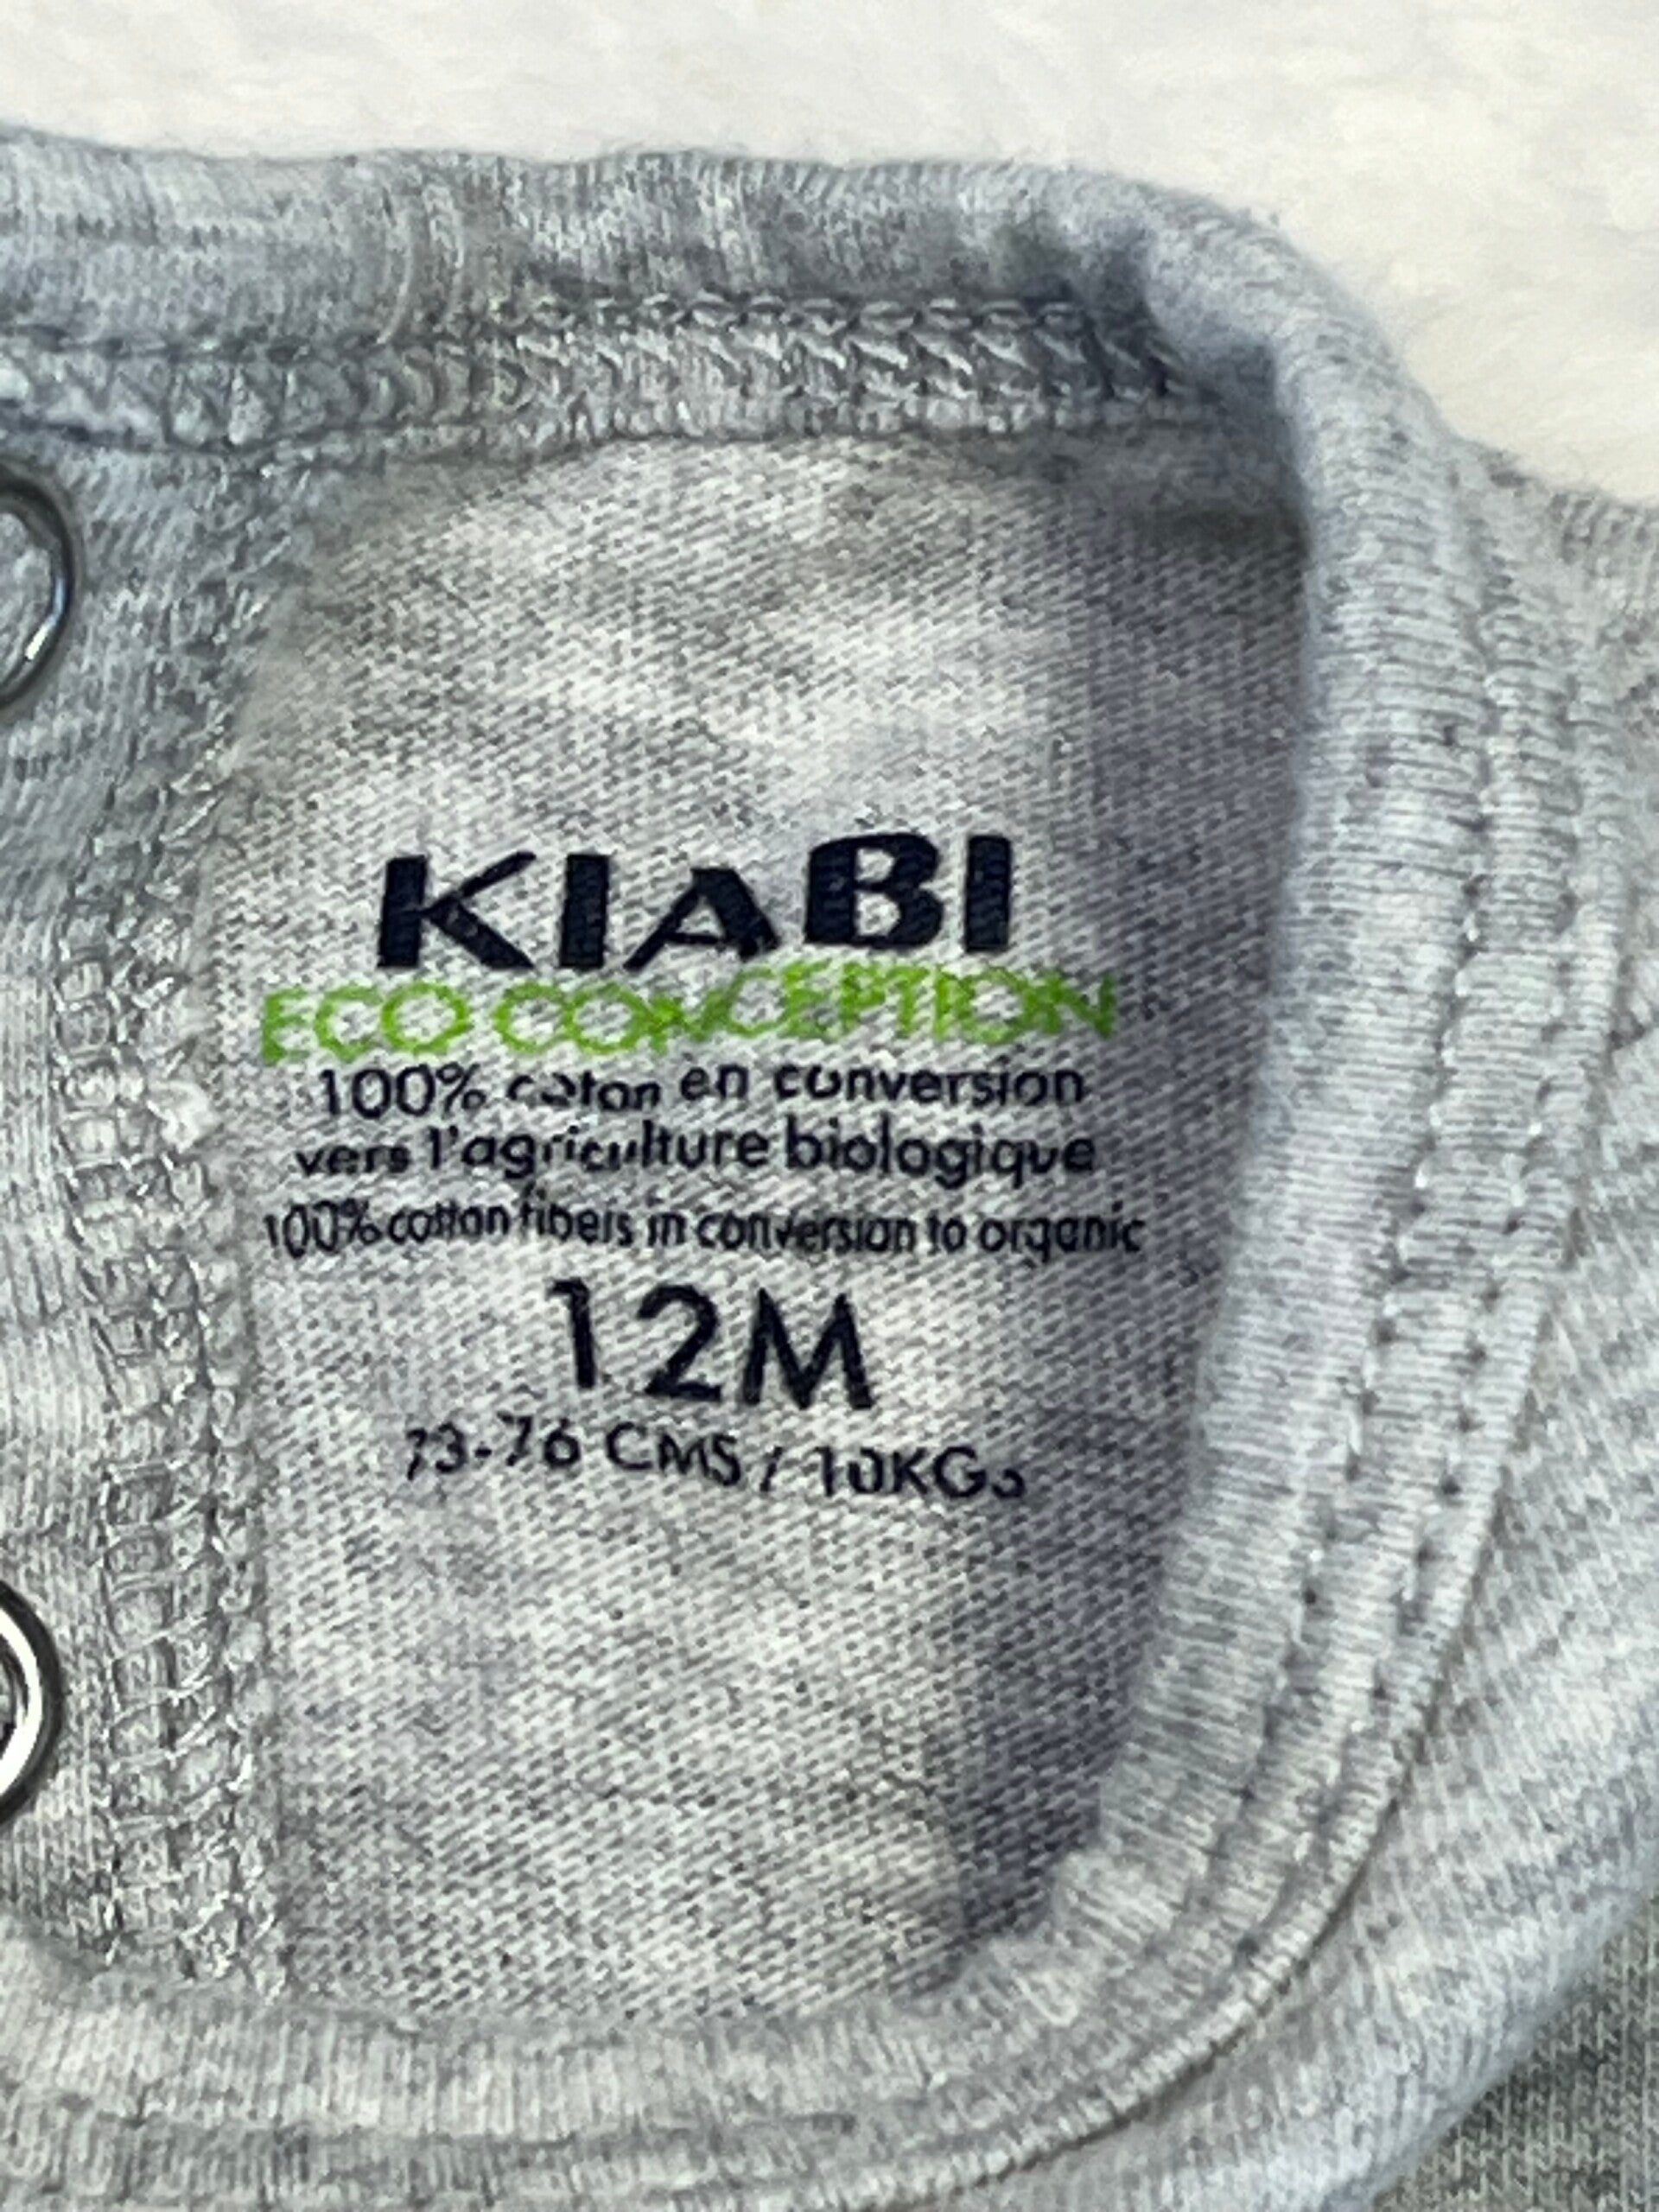 KIABI
ECO CONCEPTION
100% coton en conversion
vers l'agriculture biologique
100% cotton fibers in conversion to organic
12M
73-76 CMS / 10KGs